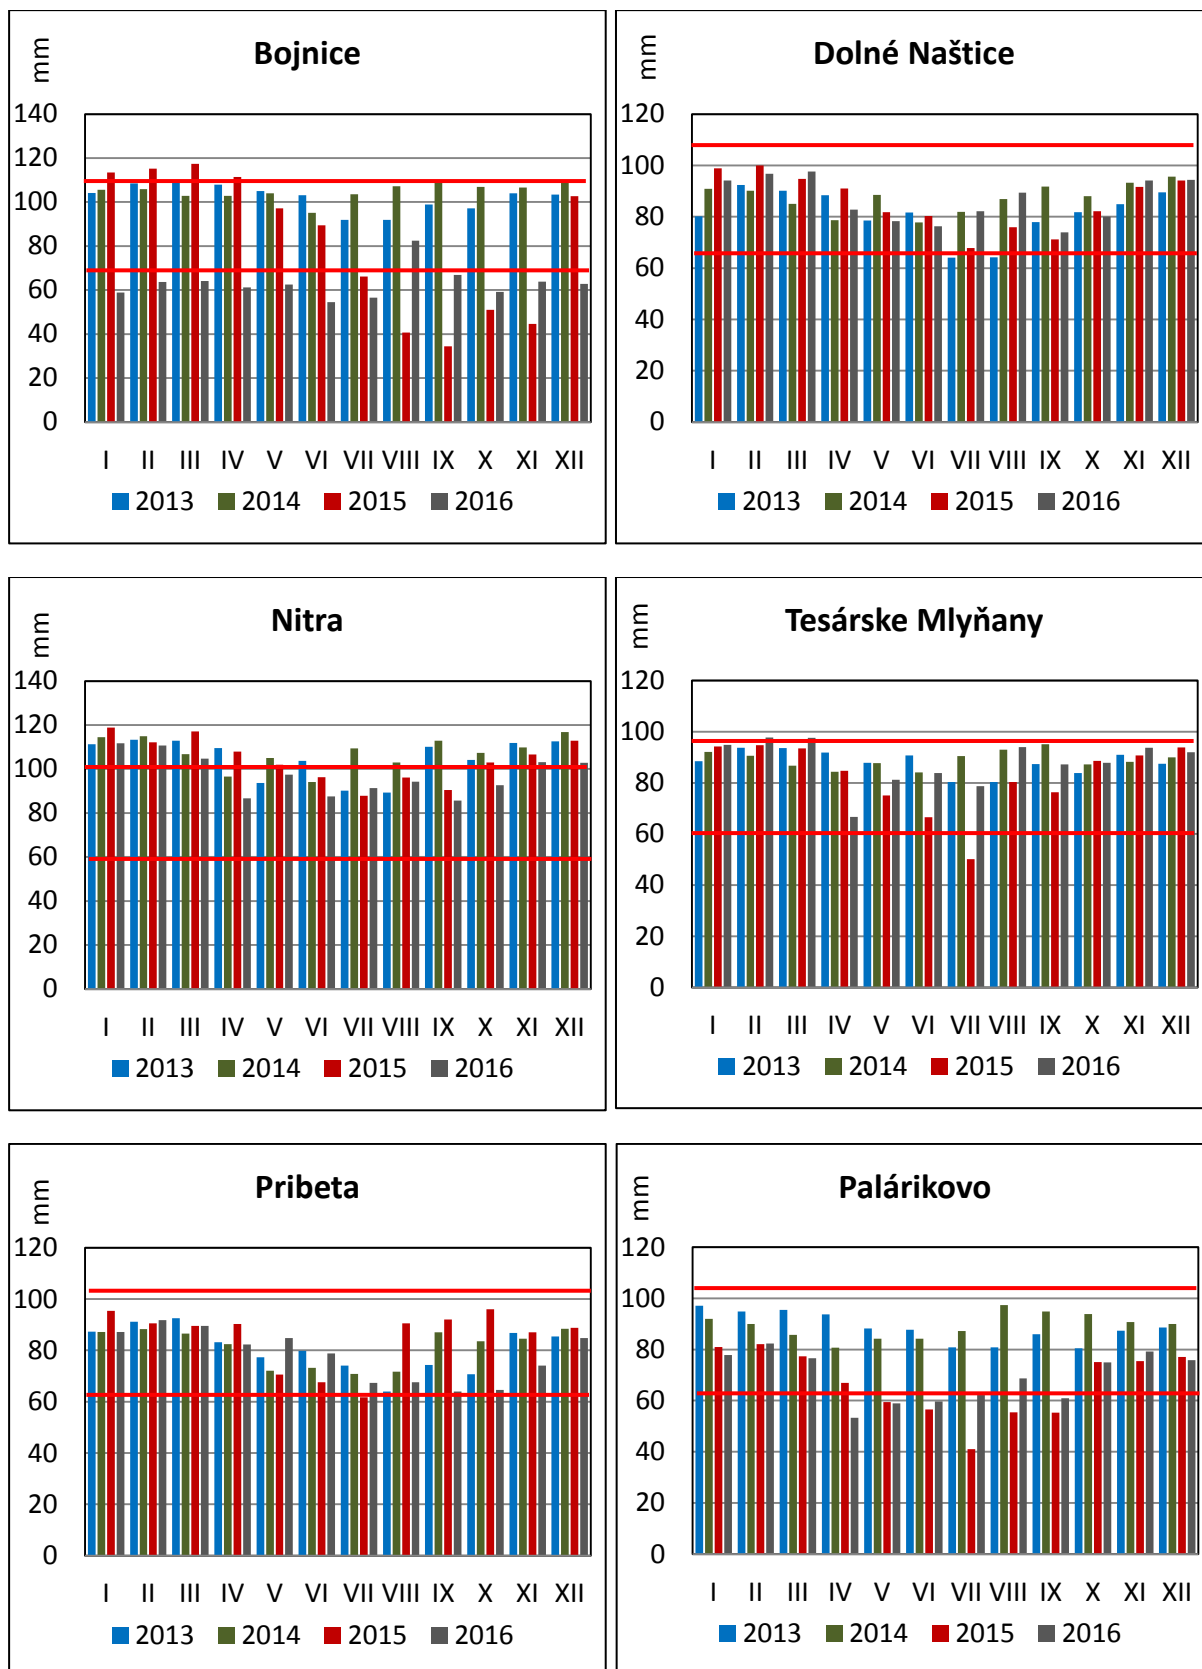 Bojnice
mm
140
120
100
80
60
40
20
0
I II III IV V VI VII VIII IX X XI XII
2013 2014 2015 2016
Dolné Naštice
mm
120
100
80
60
40
20
0
I II III IV V VI VII VIII IX X XI XII
2013 2014 2015 2016
Nitra
mm
140
120
100
80
60
40
20
0
I II III IV V VI VII VIII IX X XI XII
2013 2014 2015 2016
Tesárske Mlyňany
mm
120
100
80
60
40
20
0
I II III IV V VI VII VIII IX X XI XII
2013 2014 2015 2016
Pribeta
mm
120
100
80
60
40
20
0
I II III IV V VI VII VIII IX X XI XII
2013 2014 2015 2016
Palárikovo
mm
120
100
80
60
40
20
0
I II III IV V VI VII VIII IX X XI XII
2013 2014 2015 2016